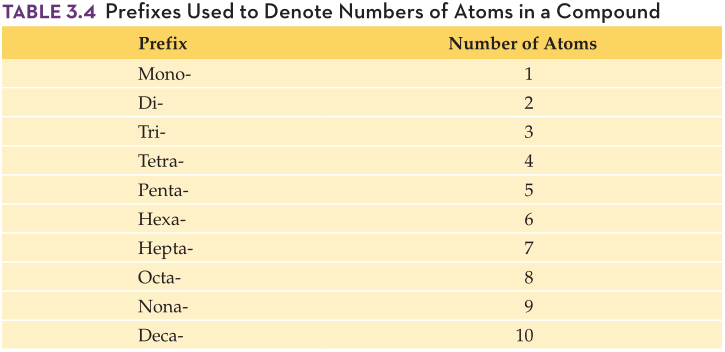 TABLE 3.4 Prefixes Used to Denote Numbers of Atoms in a Compound
Prefix Number of Atoms
Mono- 1
Di- 2
Tri- 3
Tetra- 4
Penta- 5
Hexa- 6
Hepta- 7
Octa- 8
Nona- 9
Deca- 10